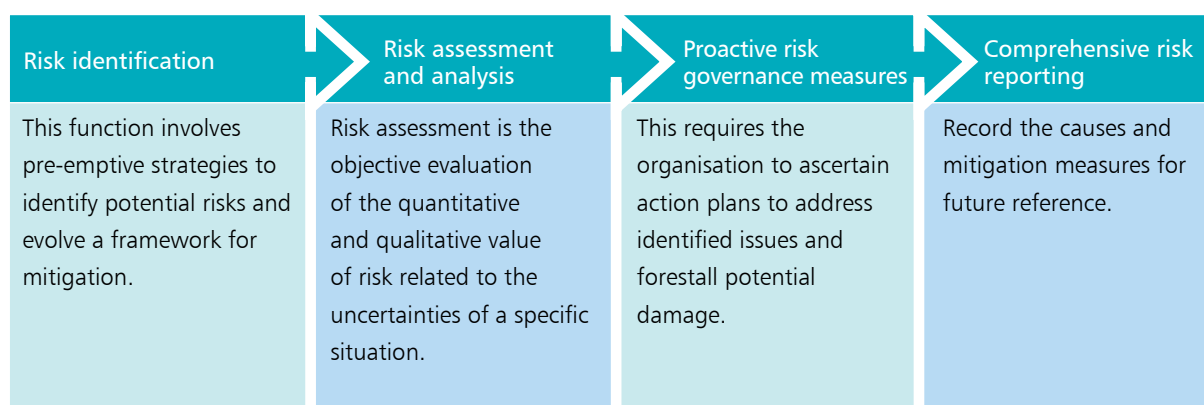 Risk identification
This function involves
pre-emptive strategies to
identify potential risks and
evolve a framework for
mitigation.
Risk assessment
and analysis
Risk assessment is the
objective evaluation
of the quantitative
and qualitative value
of risk related to the
uncertainties of a specific
situation.
Proactive risk
governance measures
This requires the
organisation to ascertain
action plans to address
identified issues and
forestall potential
damage.
Comprehensive risk
reporting
Record the causes and
mitigation measures for
future reference.